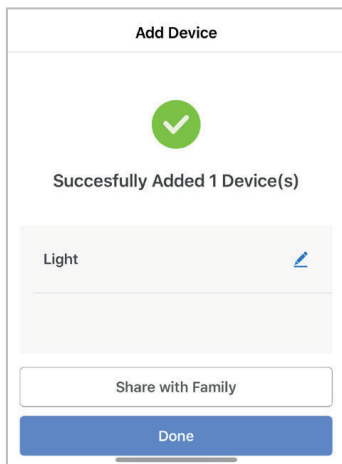 Add Device
Succesfully Added 1 Device(s)
Light
Share with Family
Done